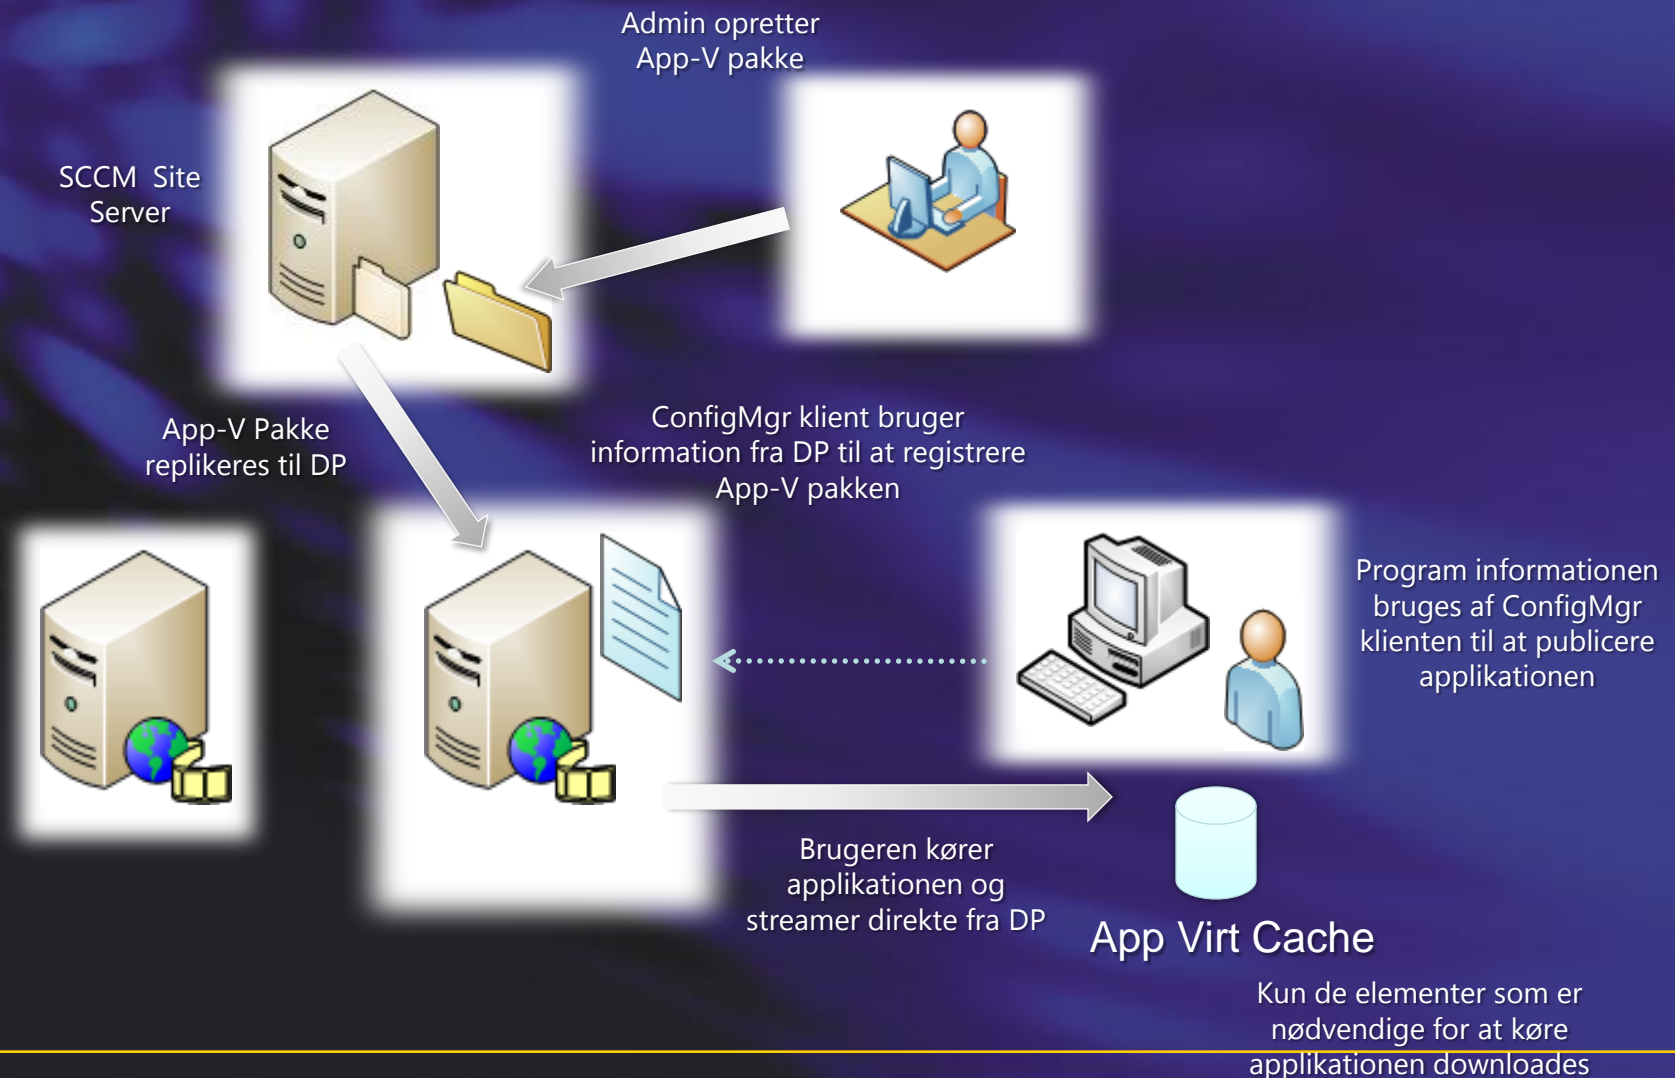 Admin opretter
App-V pakke
SCCM  Site
Server
App-V Pakke
replikeres til DP
ConfigMgr klient bruger
information fra DP til at registrere
App-V pakken
Program informationen
bruges af ConfigMgr
klienten til at publicere
applikationen
Brugeren kører
applikationen og
streamer direkte fra DP
App Virt Cache
Kun de elementer som er
nødvendige for at køre
applikationen downloades